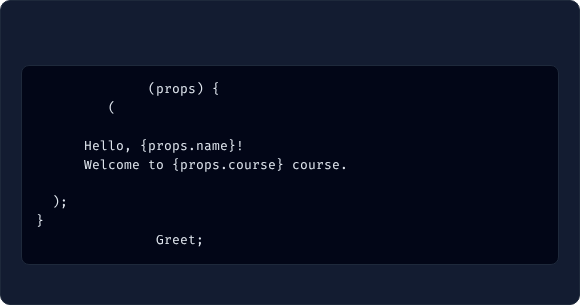 (props) {
(
Hello, {props.name}!
Welcome to {props.course} course.
);
}
Greet;